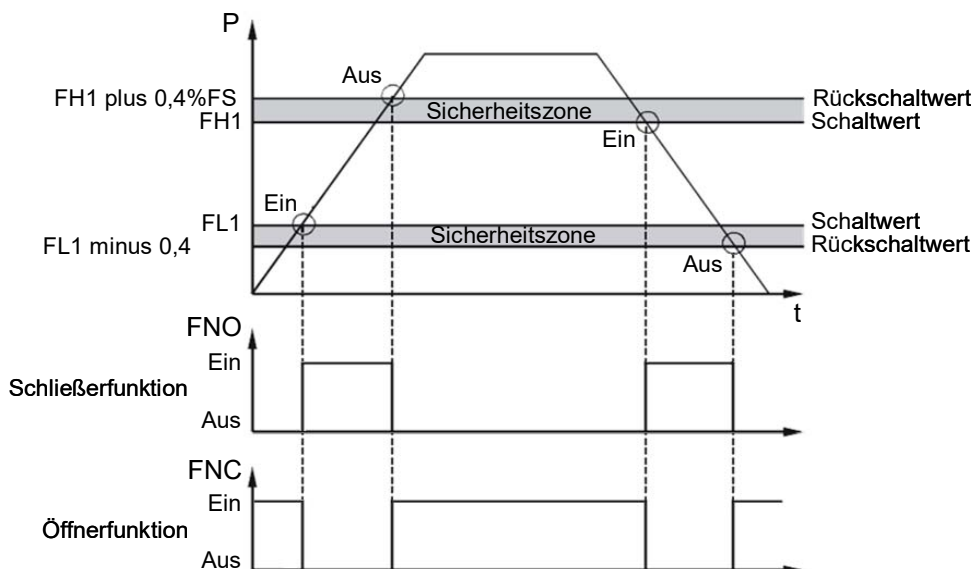 P
Aus
FH1 plus 0,4%FS
Sicherheitszone
Rückschaltwert
FH1
Schaltwert
Ein
Ein
FL1
Schaltwert
Sicherheitszone
FL1 minus 0,4
Rückschaltwert
Aus
t
FNO
Ein
Schließerfunktion
Aus
FNC
Ein
Öffnerfunktion
Aus